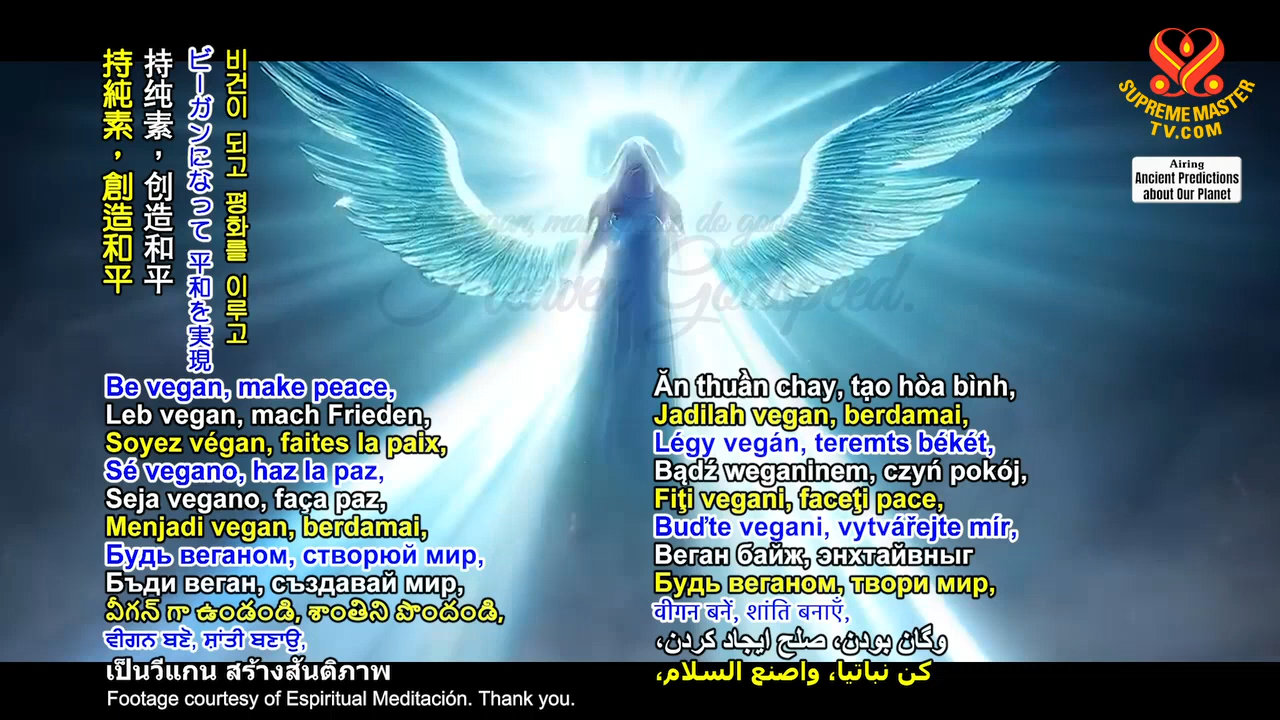 持純素，創造和平
持纯素，创造和平
ビーガンになって 平和を実現
비건이 되고 평화를 이루고
SUPREME MASTER
TV.COM
Airing
Ancient Predictions
about Our Planet
do good
Heaven Godspeed.
Be vegan, make peace,
Leb vegan, mach Frieden,
Soyez végan, faites la paix,
Sé vegano, haz la paz,
Seja vegano, faça paz,
Menjadi vegan, berdamai,
Будь веганом, створюй мир,
Бъди веган, създавай мир,
వీగన్ గా ఉండండి, శాంతిని పొందండి,
ਵੀਗਨ ਬਣੋ, ਸ਼ਾਂਤੀ ਬਣਾਉ,
เป็นวีแกน สร้างสันติภาพ
Footage courtesy of Espiritual Meditación. Thank you.
Ăn thuần chay, tạo hòa bình,
Jadilah vegan, berdamai,
Légy vegán, teremts békét,
Bądź weganinem, czyń pokój,
Fiţi vegani, faceţi pace,
Buďte vegani, vytvářejte mír,
Веган байж, энхтайвныг
Будь веганом, твори мир,
वीगन बनें, शांति बनाएँ,
وگان بودن، صلح ایجاد کردن،
كن نباتيا، واصنع السلام،